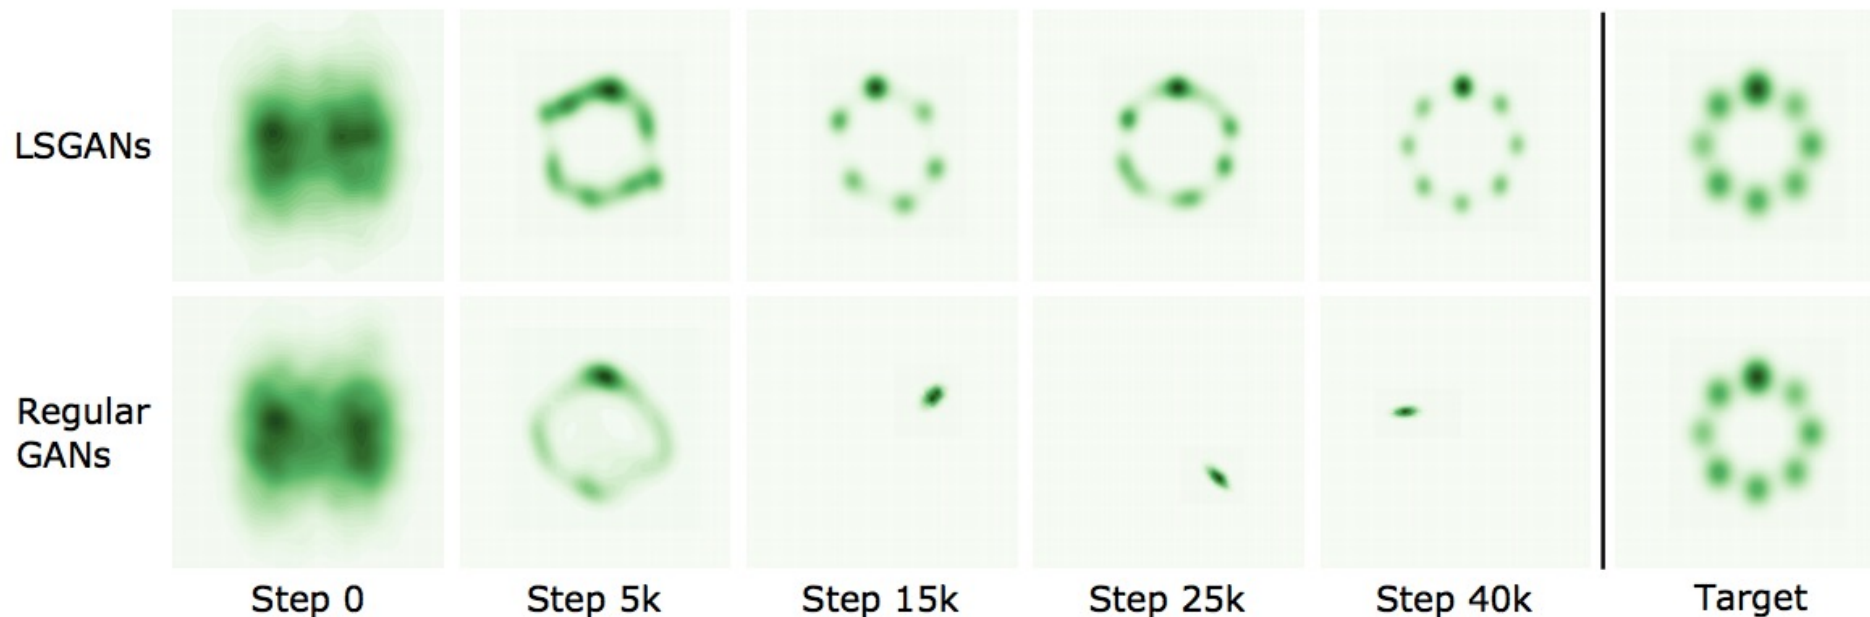 LSGANs
Regular
GANs
Step 0
Step 5k
Step 15k
Step 25k
Step 40k
Target